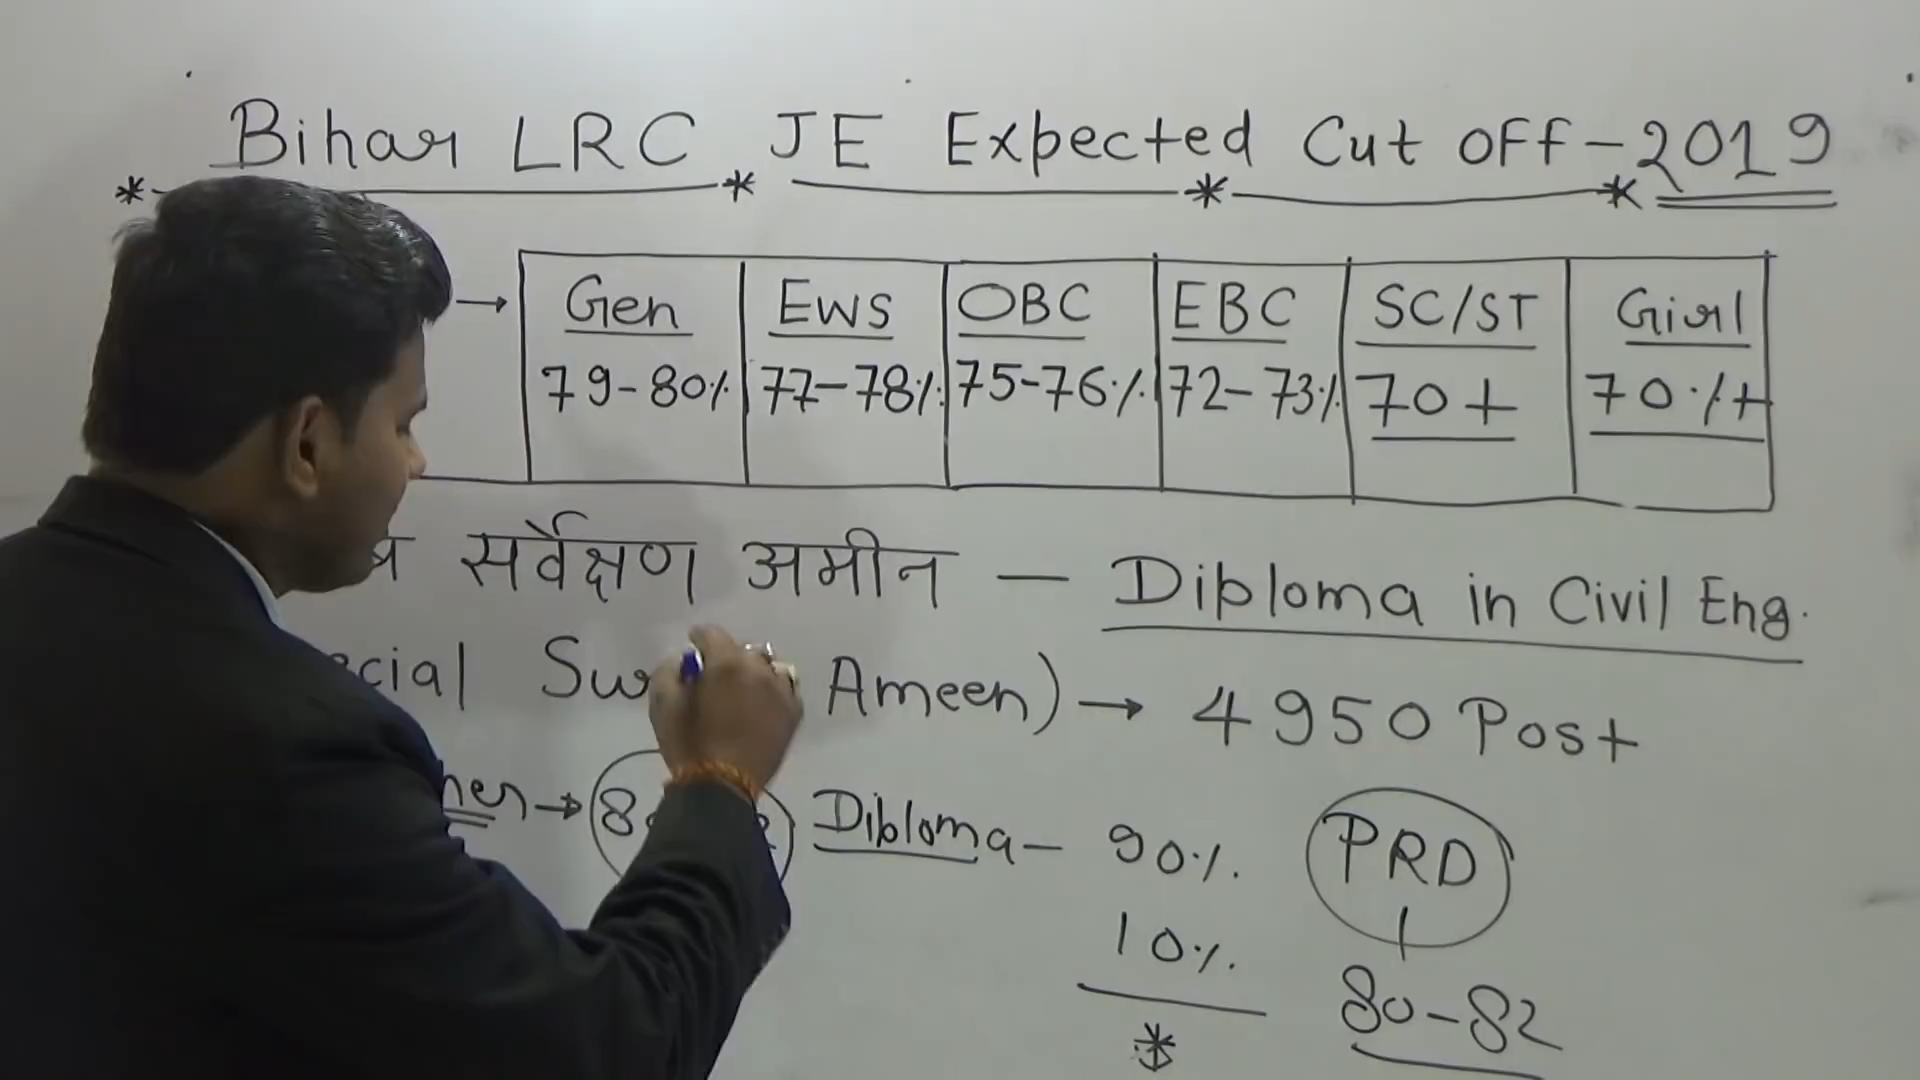 Bihar LRC JE Expected Cut off-2019
Gen EWS OBC EBC SC/ST Girl
79-80% 77-78% 75-76% 72-73% 70+ 70%+
सर्वेक्षण अमीन — Diploma in Civil Eng.
Ameen) → 4950 Post
Diploma - 90% PRD
10%
80-82